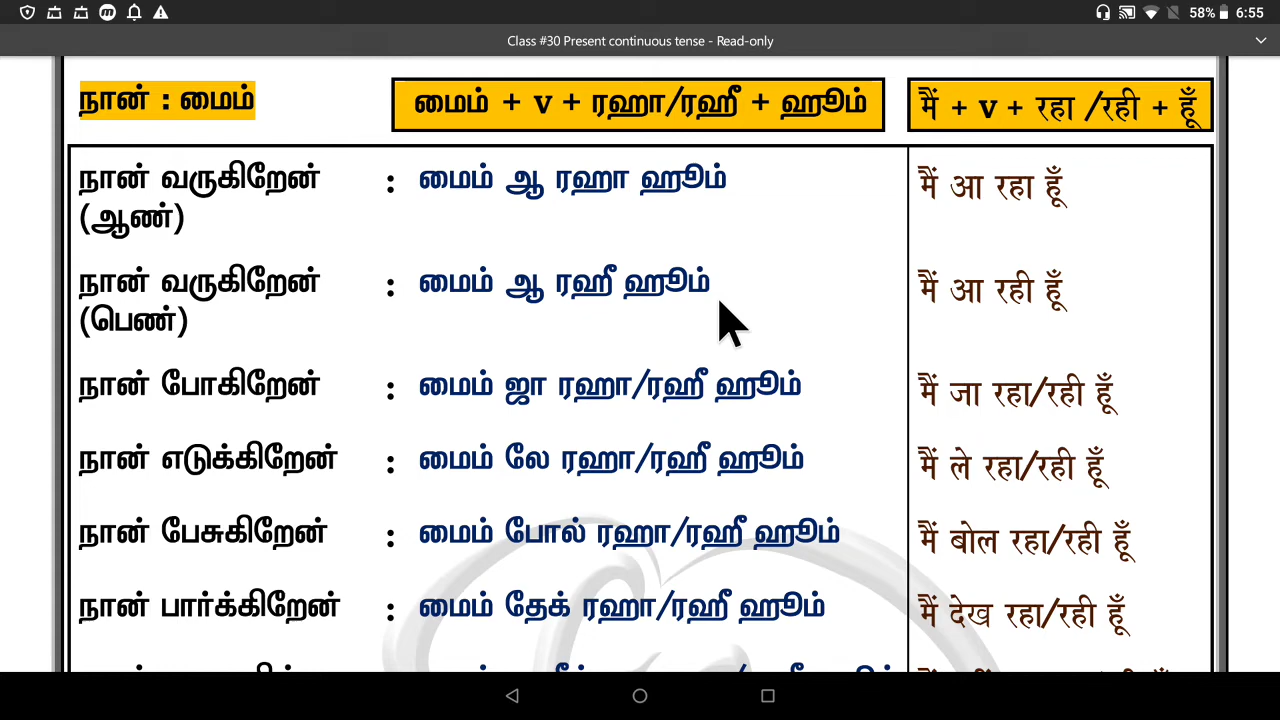 58% 6:55
Class #30 Present continuous tense - Read-only
நான் : மைம் மைம் + v + ரஹா/ரஹீ + ஹூம் मैं + v + रहा /रही + हूँ
நான் வருகிறேன் : மைம் ஆ ரஹா ஹூம் मैं आ रहा हूँ
(ஆண்)
நான் வருகிறேன் : மைம் ஆ ரஹீ ஹூம் मैं आ रही हूँ
(பெண்)
நான் போகிறேன் : மைம் ஜா ரஹா/ரஹீ ஹூம் मैं जा रहा/रही हूँ
நான் எடுக்கிறேன் : மைம் லே ரஹா/ரஹீ ஹூம் मैं ले रहा/रही हूँ
நான் பேசுகிறேன் : மைம் போல் ரஹா/ரஹீ ஹூம் मैं बोल रहा/रही हूँ
நான் பார்க்கிறேன் : மைம் தேக் ரஹா/ரஹீ ஹூம் मैं देख रहा/रही हूँ